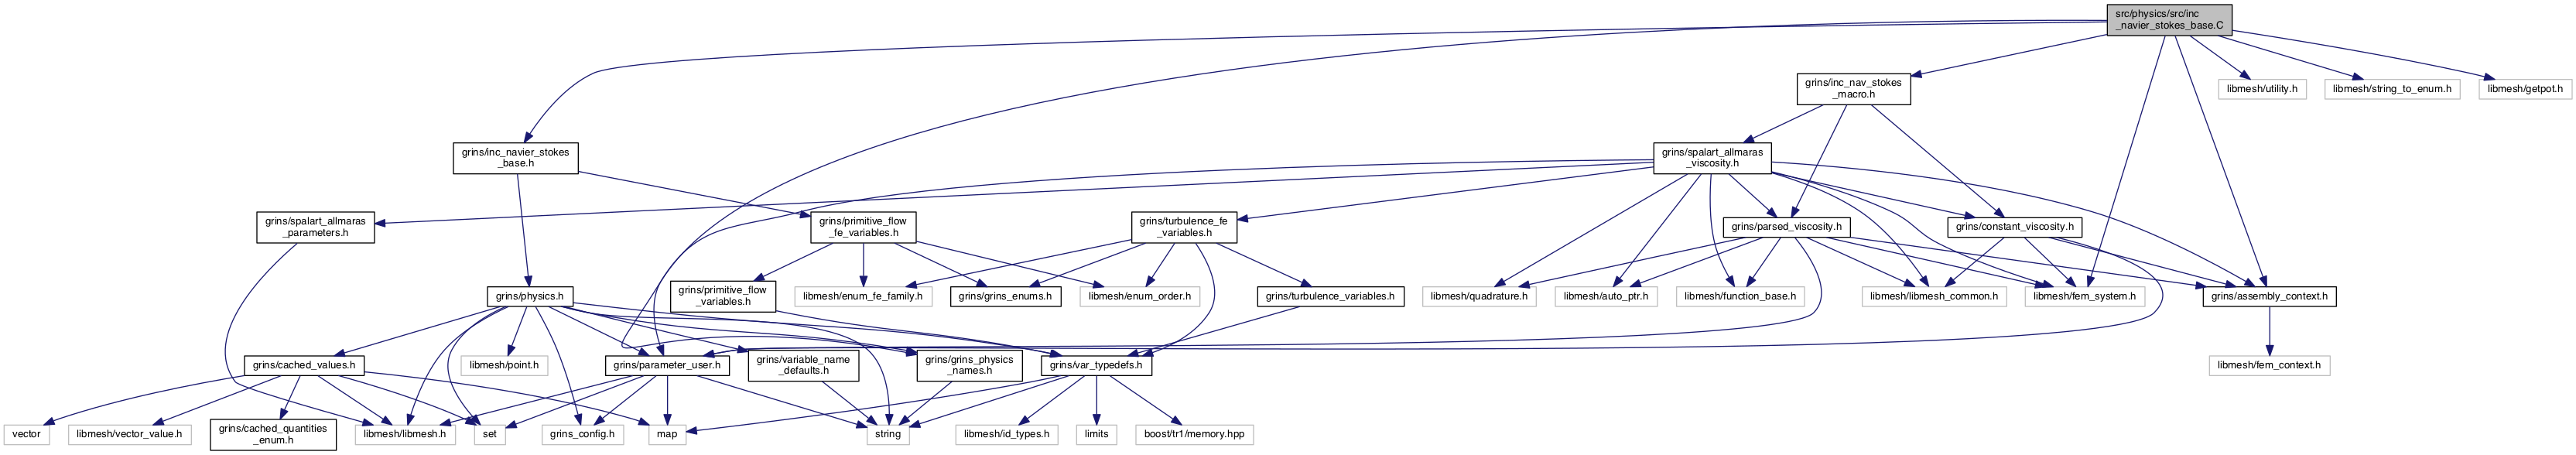 src/physics/src/inc
_navier_stokes_base.C
grins/inc_nav_stokes
_macro.h
libmesh/utility.h
libmesh/string_to_enum.h
libmesh/getpot.h
grins/inc_navier_stokes
_base.h
grins/spalart_allmaras
_viscosity.h
grins/spalart_allmaras
_parameters.h
grins/primitive_flow
_fe_variables.h
grins/turbulence_fe
_variables.h
grins/parsed_viscosity.h
grins/constant_viscosity.h
grins/physics.h
grins/primitive_flow
_variables.h
libmesh/enum_fe_family.h
grins/grins_enums.h
libmesh/enum_order.h
grins/turbulence_variables.h
libmesh/quadrature.h
libmesh/auto_ptr.h
libmesh/function_base.h
libmesh/libmesh_common.h
libmesh/fem_system.h
grins/assembly_context.h
grins/cached_values.h
libmesh/point.h
grins/parameter_user.h
grins/variable_name
_defaults.h
grins/grins_physics
_names.h
grins/var_typedefs.h
libmesh/fem_context.h
vector
libmesh/vector_value.h
grins/cached_quantities
_enum.h
libmesh/libmesh.h
set
grins_config.h
map
string
libmesh/id_types.h
limits
boost/tr1/memory.hpp